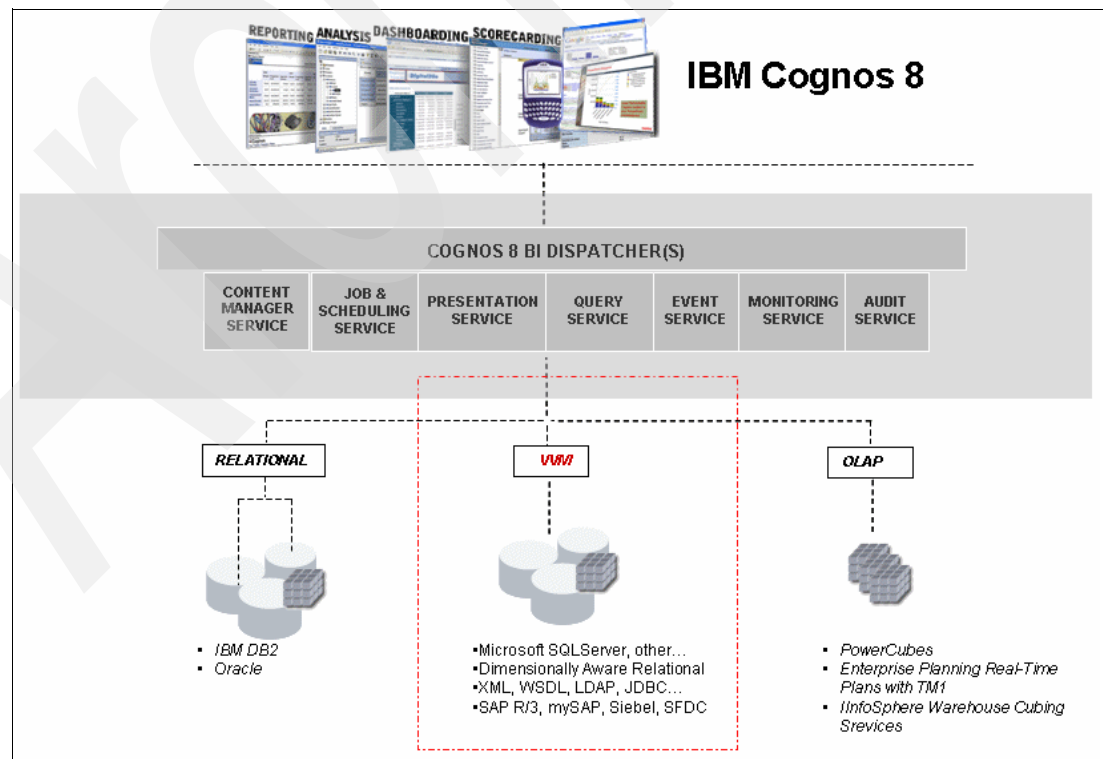 REPORTING ANALYSIS DASHBOARDING SCORECARDING
IBM Cognos 8
COGNOS 8 BI DISPATCHER(S)
CONTENT
MANAGER
SERVICE
JOB &
SCHEDULING
SERVICE
PRESENTATION
SERVICE
QUERY
SERVICE
EVENT
SERVICE
MONITORING
SERVICE
AUDIT
SERVICE
RELATIONAL
OLAP
▪ IBM DB2
▪ Oracle
▪Microsoft SQLServer, other…
▪Dimensionally Aware Relational
▪XML, WSDL, LDAP, JDBC…
▪SAP R/3, mySAP, Siebel, SFDC
▪ PowerCubes
▪ Enterprise Planning Real-Time
Plans with TM1
▪ IInfoSphere Warehouse Cubing
Srevices